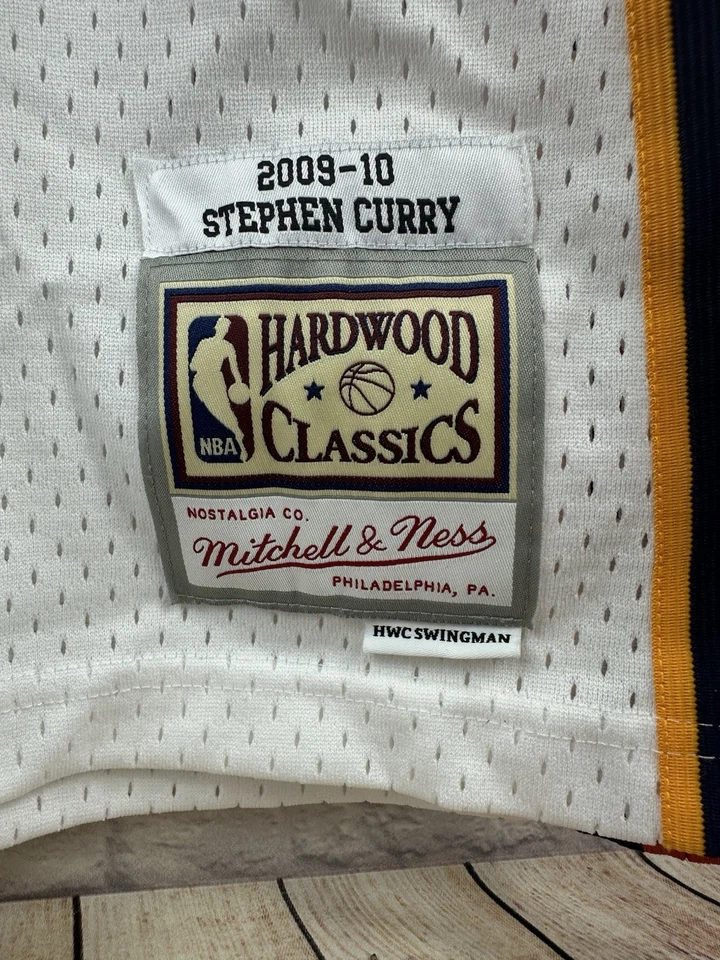 2009-10
STEPHEN CURRY
HARDWOOD
CLASSICS
NBA
NOSTALGIA CO.
Mitchell & Ness
PHILADELPHIA, PA.
HWC SWINGMAN